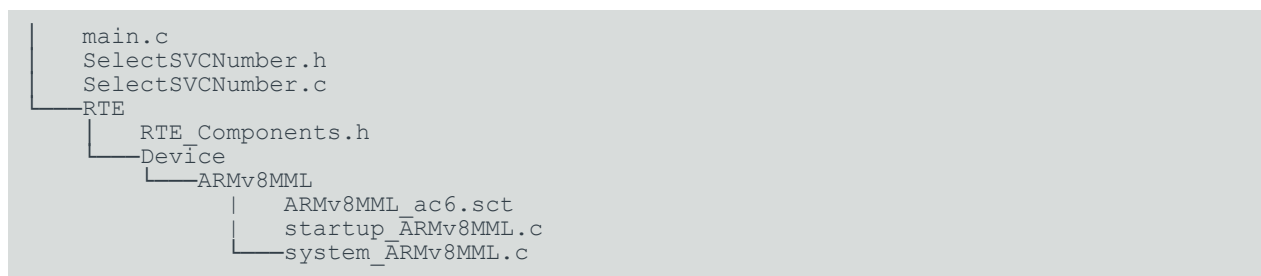 main.c
SelectSVCNumber.h
SelectSVCNumber.c
RTE
RTE_Components.h
Device
ARMv8MML
ARMv8MML_ac6.sct
startup_ARMv8MML.c
system_ARMv8MML.c